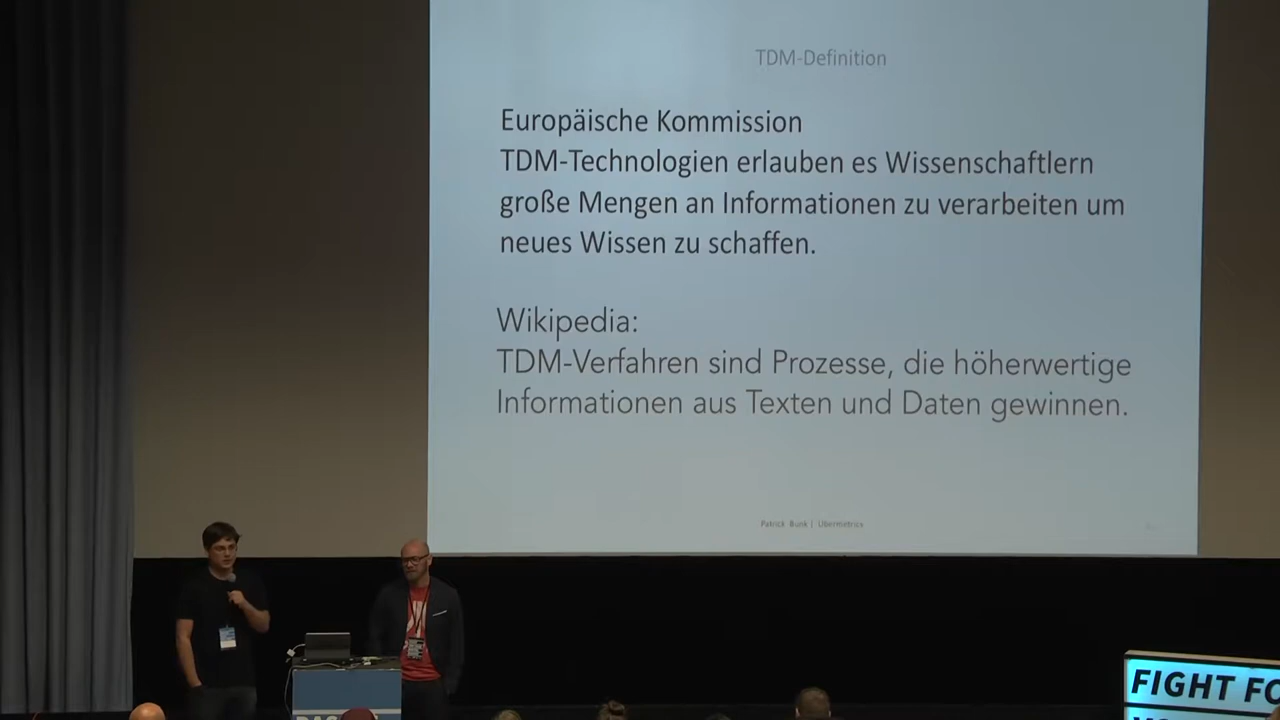 TDM-Definition
Europäische Kommission
TDM-Technologien erlauben es Wissenschaftlern
große Mengen an Informationen zu verarbeiten um
neues Wissen zu schaffen.
Wikipedia:
TDM-Verfahren sind Prozesse, die höherwertige
Informationen aus Texten und Daten gewinnen.
Patrick Bunk | Ubermetrics
FIGHT FO